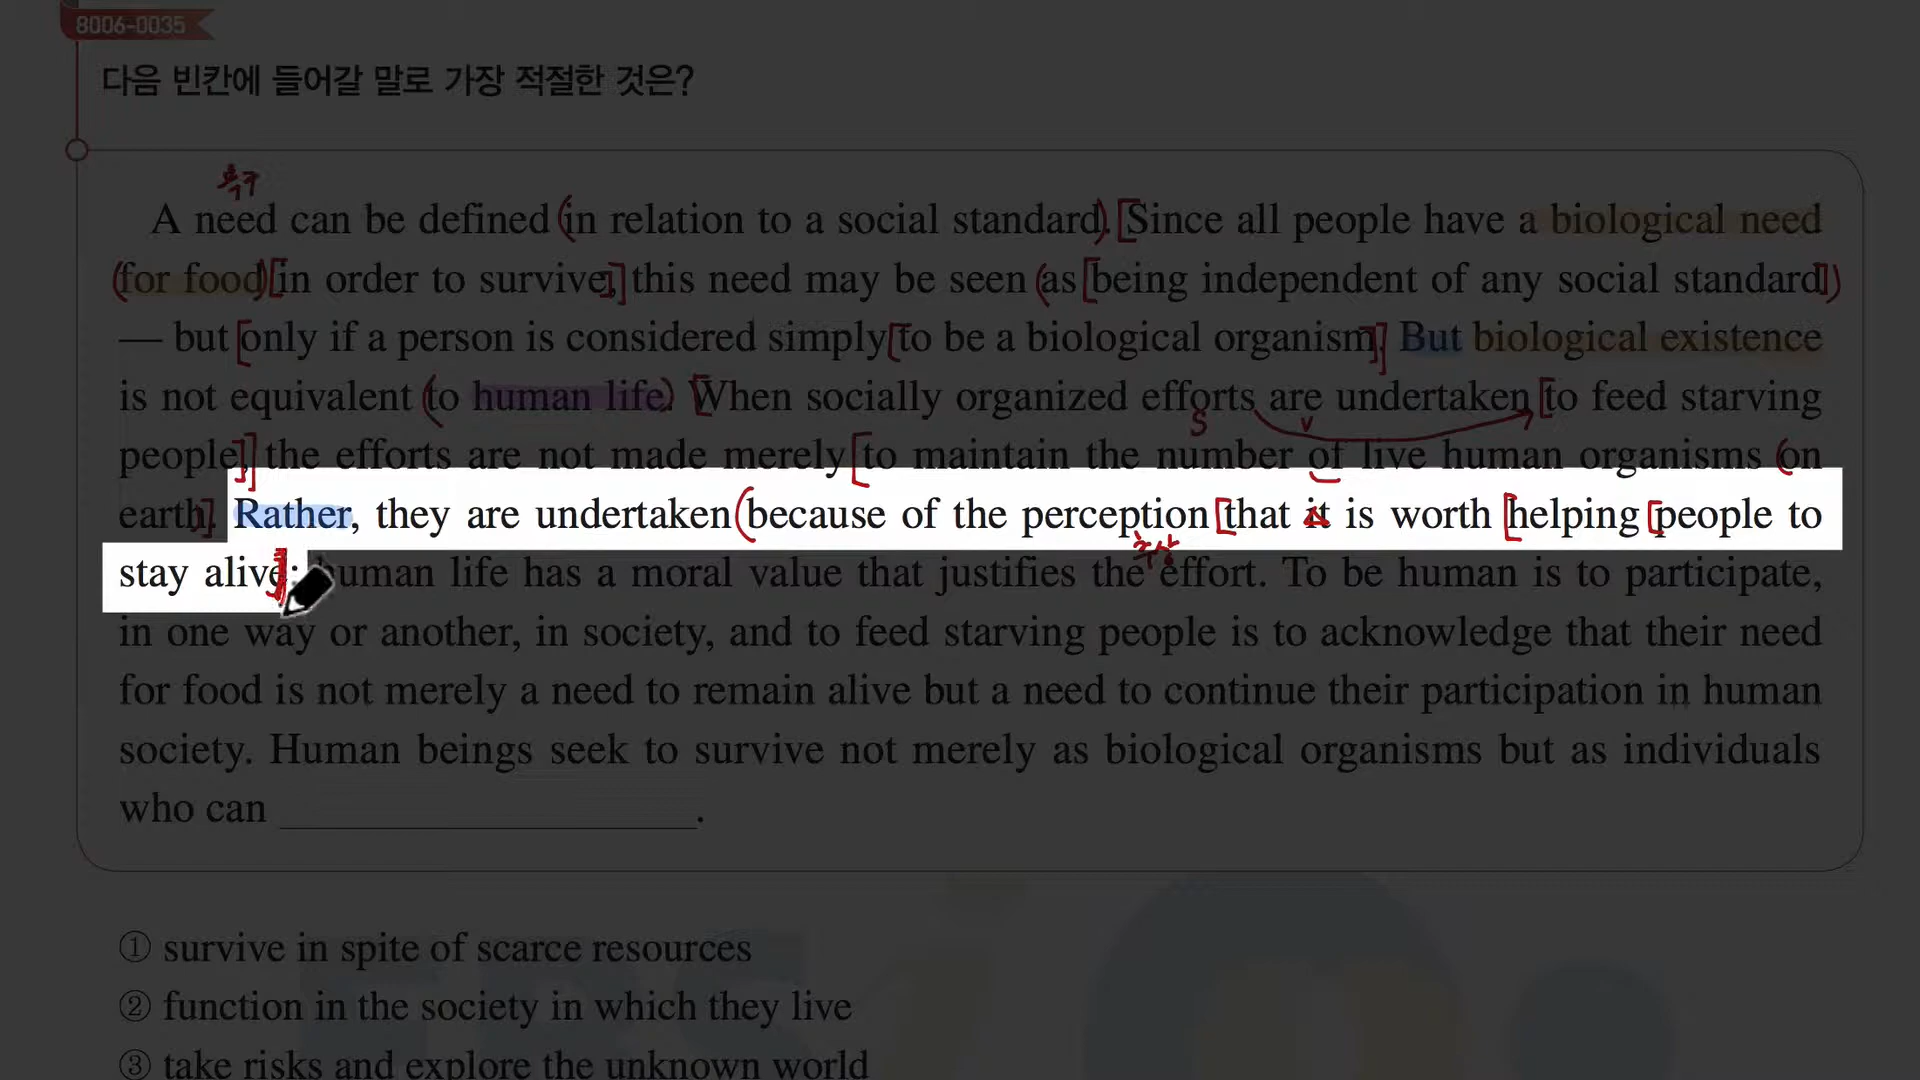 8006-0035
다음 빈칸에 들어갈 말로 가장 적절한 것은?
욕구
A need can be defined (in relation to a social standard). [Since all people have a biological need
(for food) [in order to survive,]] this need may be seen (as [being independent of any social standard])
— but [only if a person is considered simply [to be a biological organism.]] But biological existence
is not equivalent (to human life.) [When socially organized efforts are undertaken [to feed starving
S V
people,]] the efforts are not made merely [to maintain the number of live human organisms (on
earth.)] Rather, they are undertaken (because of the perception [that it is worth [helping [people to
stay alive]; human life has a moral value that justifies the effort. To be human is to participate,
in one way or another, in society, and to feed starving people is to acknowledge that their need
for food is not merely a need to remain alive but a need to continue their participation in human
society. Human beings seek to survive not merely as biological organisms but as individuals
who can ____________________.
① survive in spite of scarce resources
② function in the society in which they live
③ take risks and explore the unknown world